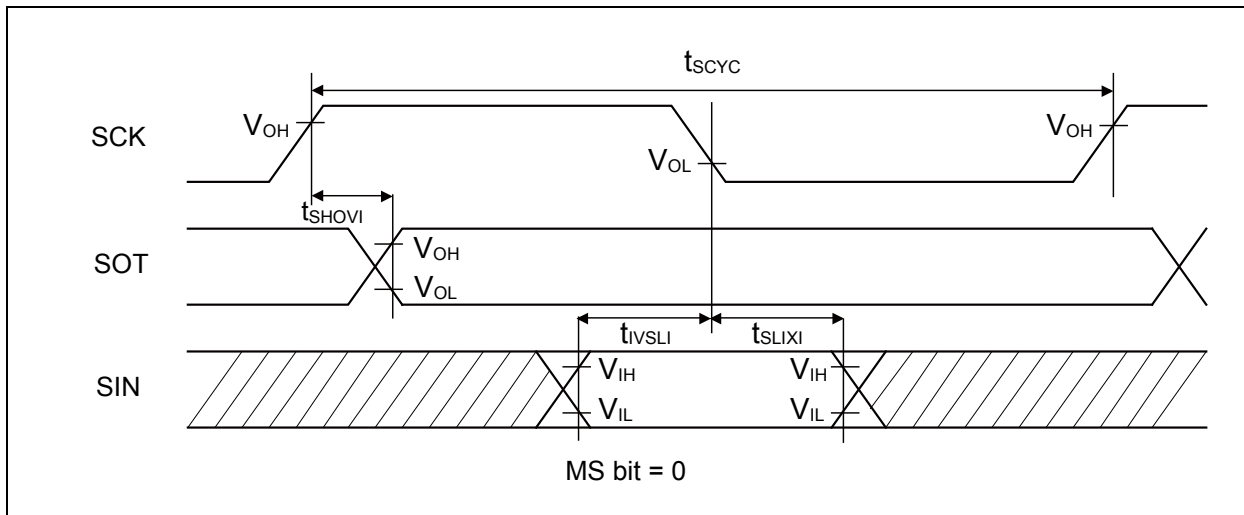 tSCYC
SCK
VOH
VOL
VOH
tSHOVI
SOT
VOH
VOL
tIVSLI
tSLIXI
SIN
VIH
VIL
VIH
VIL
MS bit = 0